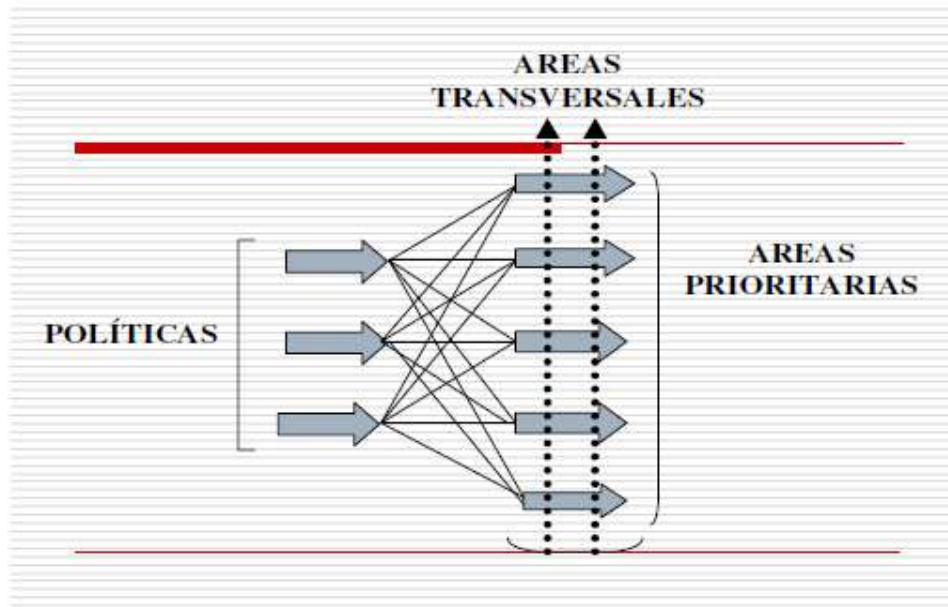 AREAS
TRANSVERSALES
AREAS
PRIORITARIAS
POLÍTICAS